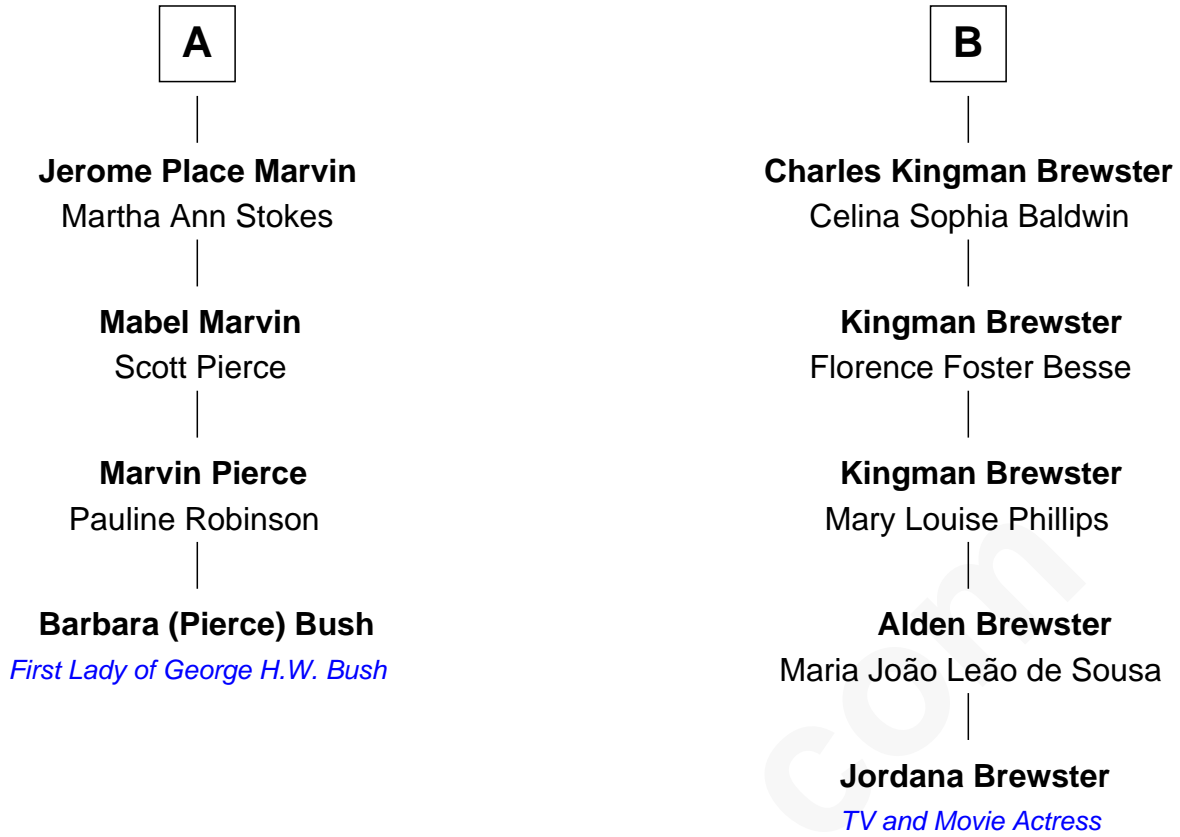 A
Jerome Place Marvin
Martha Ann Stokes
Mabel Marvin
Scott Pierce
Marvin Pierce
Pauline Robinson
Barbara (Pierce) Bush
First Lady of George H.W. Bush
B
Charles Kingman Brewster
Celina Sophia Baldwin
Kingman Brewster
Florence Foster Besse
Kingman Brewster
Mary Louise Phillips
Alden Brewster
Maria João Leão de Sousa
Jordana Brewster
TV and Movie Actress
com